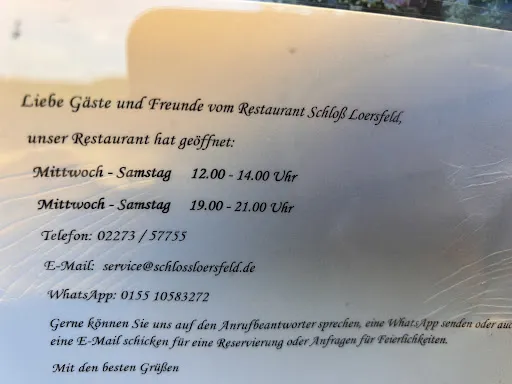 Liebe Gäste und Freunde vom Restaurant Schloß Loersfeld,
unser Restaurant hat geöffnet:
Mittwoch - Samstag 12.00 - 14.00 Uhr
Mittwoch - Samstag 19.00 - 21.00 Uhr
Telefon: 02273 / 57755
E-Mail: service@schlossloersfeld.de
WhatsApp: 0155 10583272
Gerne können Sie uns auf den Anrufbeantworter sprechen, eine WhatsApp senden oder auc
eine E-Mail schicken für eine Reservierung oder Anfragen für Feierlichkeiten.
Mit den besten Grüßen